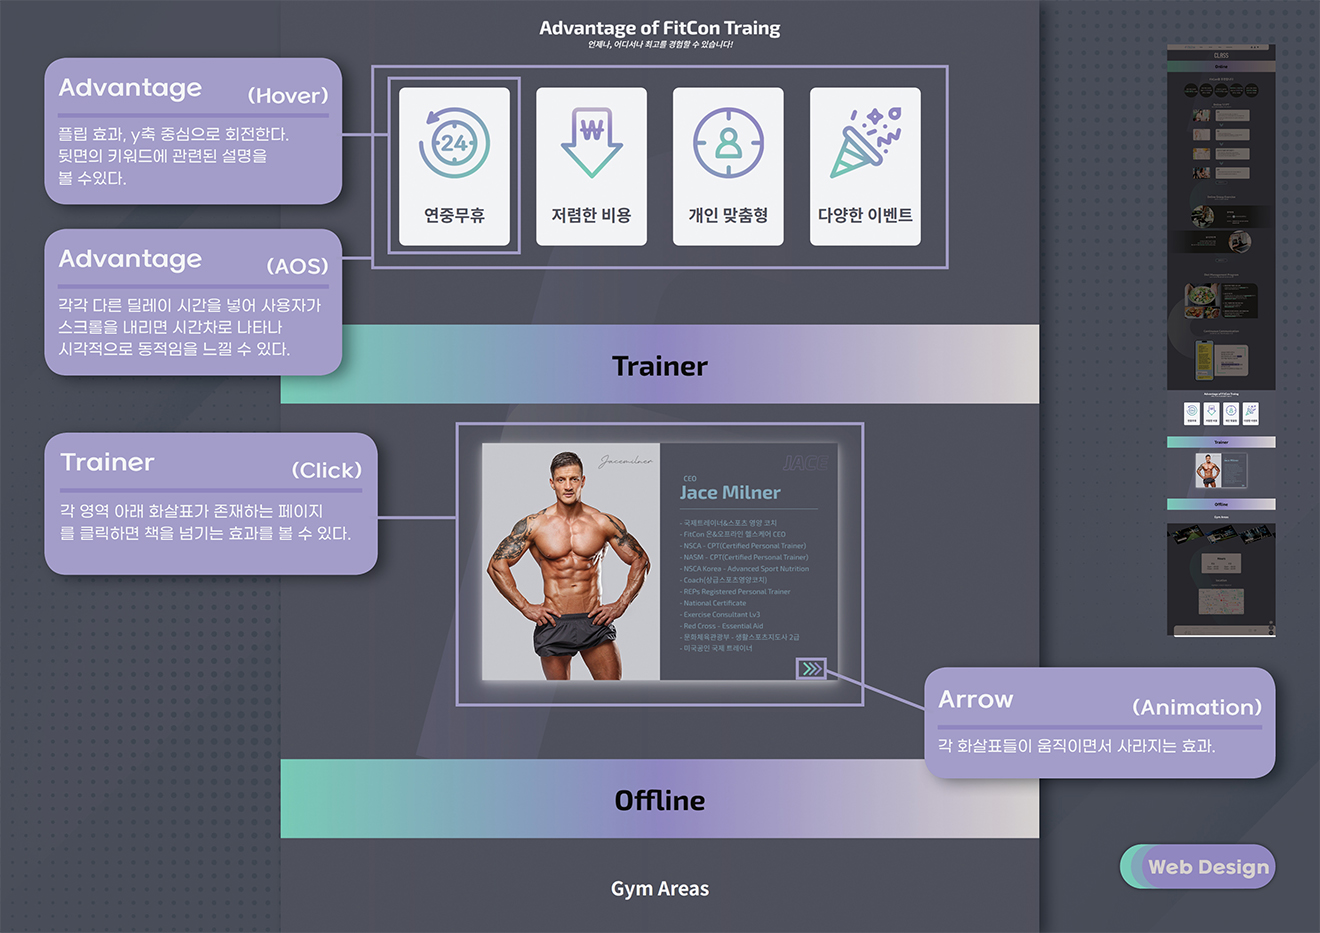 Advantage of FitCon Traing
언제나, 어디서나 최고를 경험할 수 있습니다!
Advantage
(Hover)
플립 효과, y축 중심으로 회전한다.
뒷면의 키워드에 관련된 설명을
볼 수있다.
24
연중무휴
저렴한 비용
개인 맞춤형
다양한 이벤트
Advantage
(AOS)
각각 다른 딜레이 시간을 넣어 사용자가
스크롤을 내리면 시간차로 나타나
시각적으로 동적임을 느낄 수 있다.
Trainer
Trainer
(Click)
각 영역 아래 화살표가 존재하는 페이지
를 클릭하면 책을 넘기는 효과를 볼 수 있다.
Jacemilner
JACE
CEO
Jace Milner
- 국제트레이너&스포츠 영양 코치
- FitCon 온&오프라인 헬스케어 CEO
- NSCA - CPT(Certified Personal Trainer)
- NASM - CPT(Certified Personal Trainer)
- NSCA Korea - Advanced Sport Nutrition
- Coach(상급스포츠영양코치)
- REPs Registered Personal Trainer
- National Certificate
- Exercise Consultant Lv3
- Red Cross - Essential Aid
- 문화체육관광부 - 생활스포츠지도사 2급
- 미국공인 국제 트레이너
Arrow
(Animation)
각 화살표들이 움직이면서 사라지는 효과.
Offline
Gym Areas
Web Design
CLASS
Online
Advantage of FitCon Traing
Trainer
Offline
Gym Areas